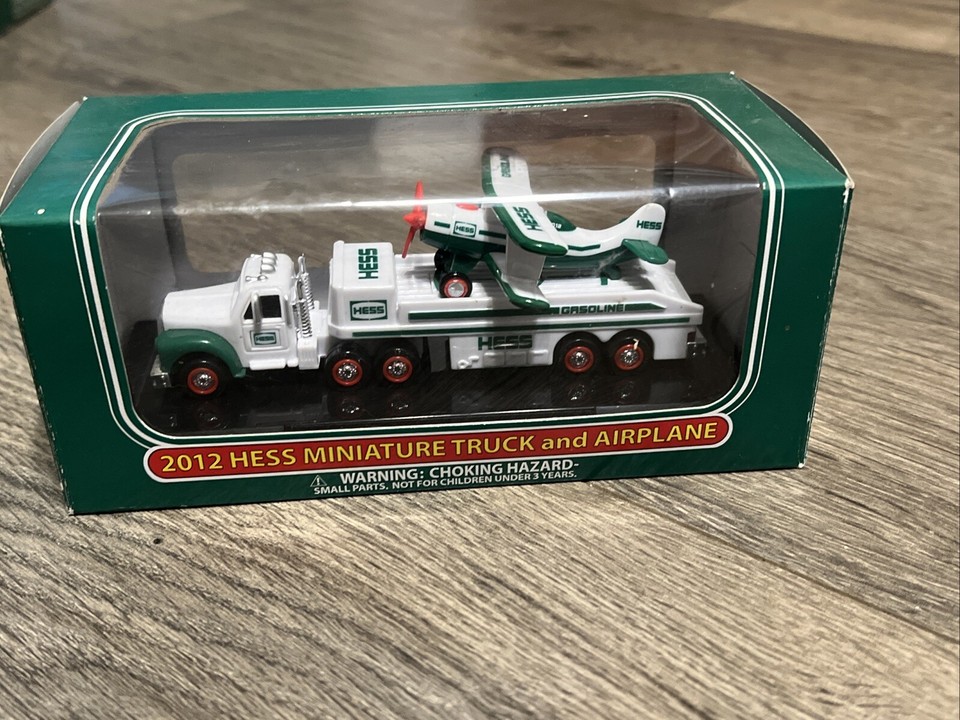 HESS
HESS
HESS
HESS
HESS
HESS
GASOLINE
HESS
HESS
2012 HESS MINIATURE TRUCK and AIRPLANE
WARNING: CHOKING HAZARD-
SMALL PARTS. NOT FOR CHILDREN UNDER 3 YEARS.